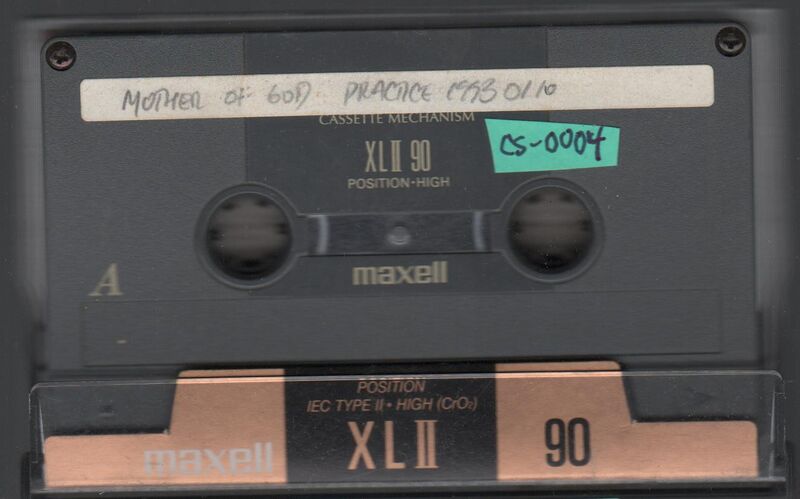 MOTHER OF GOD PRACTICE 1993 01 10
CASSETTE MECHANISM
CS-0004
XLII 90
POSITION·HIGH
maxell
A
POSITION
IEC TYPE II • HIGH (CrO₂)
maxell XLII 90